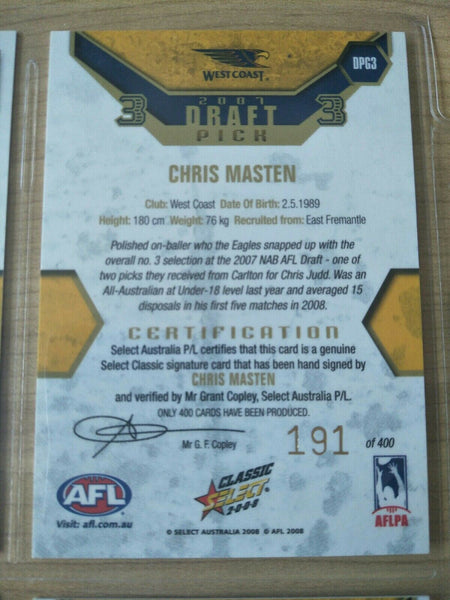 WEST COAST
DPG3
3 2007 3
DRAFT
PICK
CHRIS MASTEN
Club: West Coast Date Of Birth: 2.5.1989
Height: 180 cm Weight: 76 kg Recruited from: East Fremantle
Polished on-baller who the Eagles snapped up with the
overall no. 3 selection at the 2007 NAB AFL Draft - one of
two picks they received from Carlton for Chris Judd. Was an
All-Australian at Under-18 level last year and averaged 15
disposals in his first five matches in 2008.
CERTIFICATION
Select Australia P/L certifies that this card is a genuine
Select Classic signature card that has been hand signed by
CHRIS MASTEN
and verified by Mr Grant Copley, Select Australia P/L.
ONLY 400 CARDS HAVE BEEN PRODUCED.
Mr G. F. Copley
191 of 400
AFL
Visit: afl.com.au
CLASSIC
SELECT
2008
AFLPA
© SELECT AUSTRALIA 2008 © AFL 2008